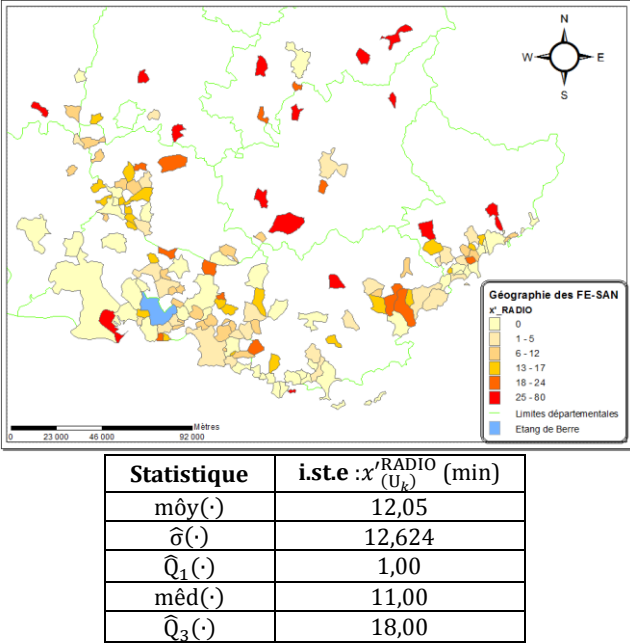 N
W
E
S
Géographie des FE-SAN
x'_RADIO
0
1 - 5
6 - 12
13 - 17
18 - 24
25 - 80
Limites départementales
Etang de Berre
Mètres
0 23 000 46 000 92 000
Statistique i.st.e :x′^RADIO_(U_k) (min)
môy(·) 12,05
σ̂(·) 12,624
Q̂₁(·) 1,00
mêd(·) 11,00
Q̂₃(·) 18,00